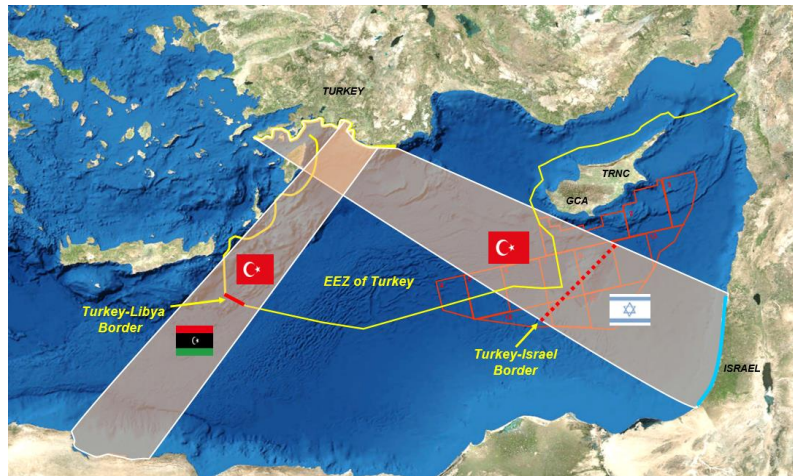 TURKEY
TRNC
GCA
EEZ of Turkey
Turkey-Libya
Border
Turkey-Israel
Border
ISRAEL